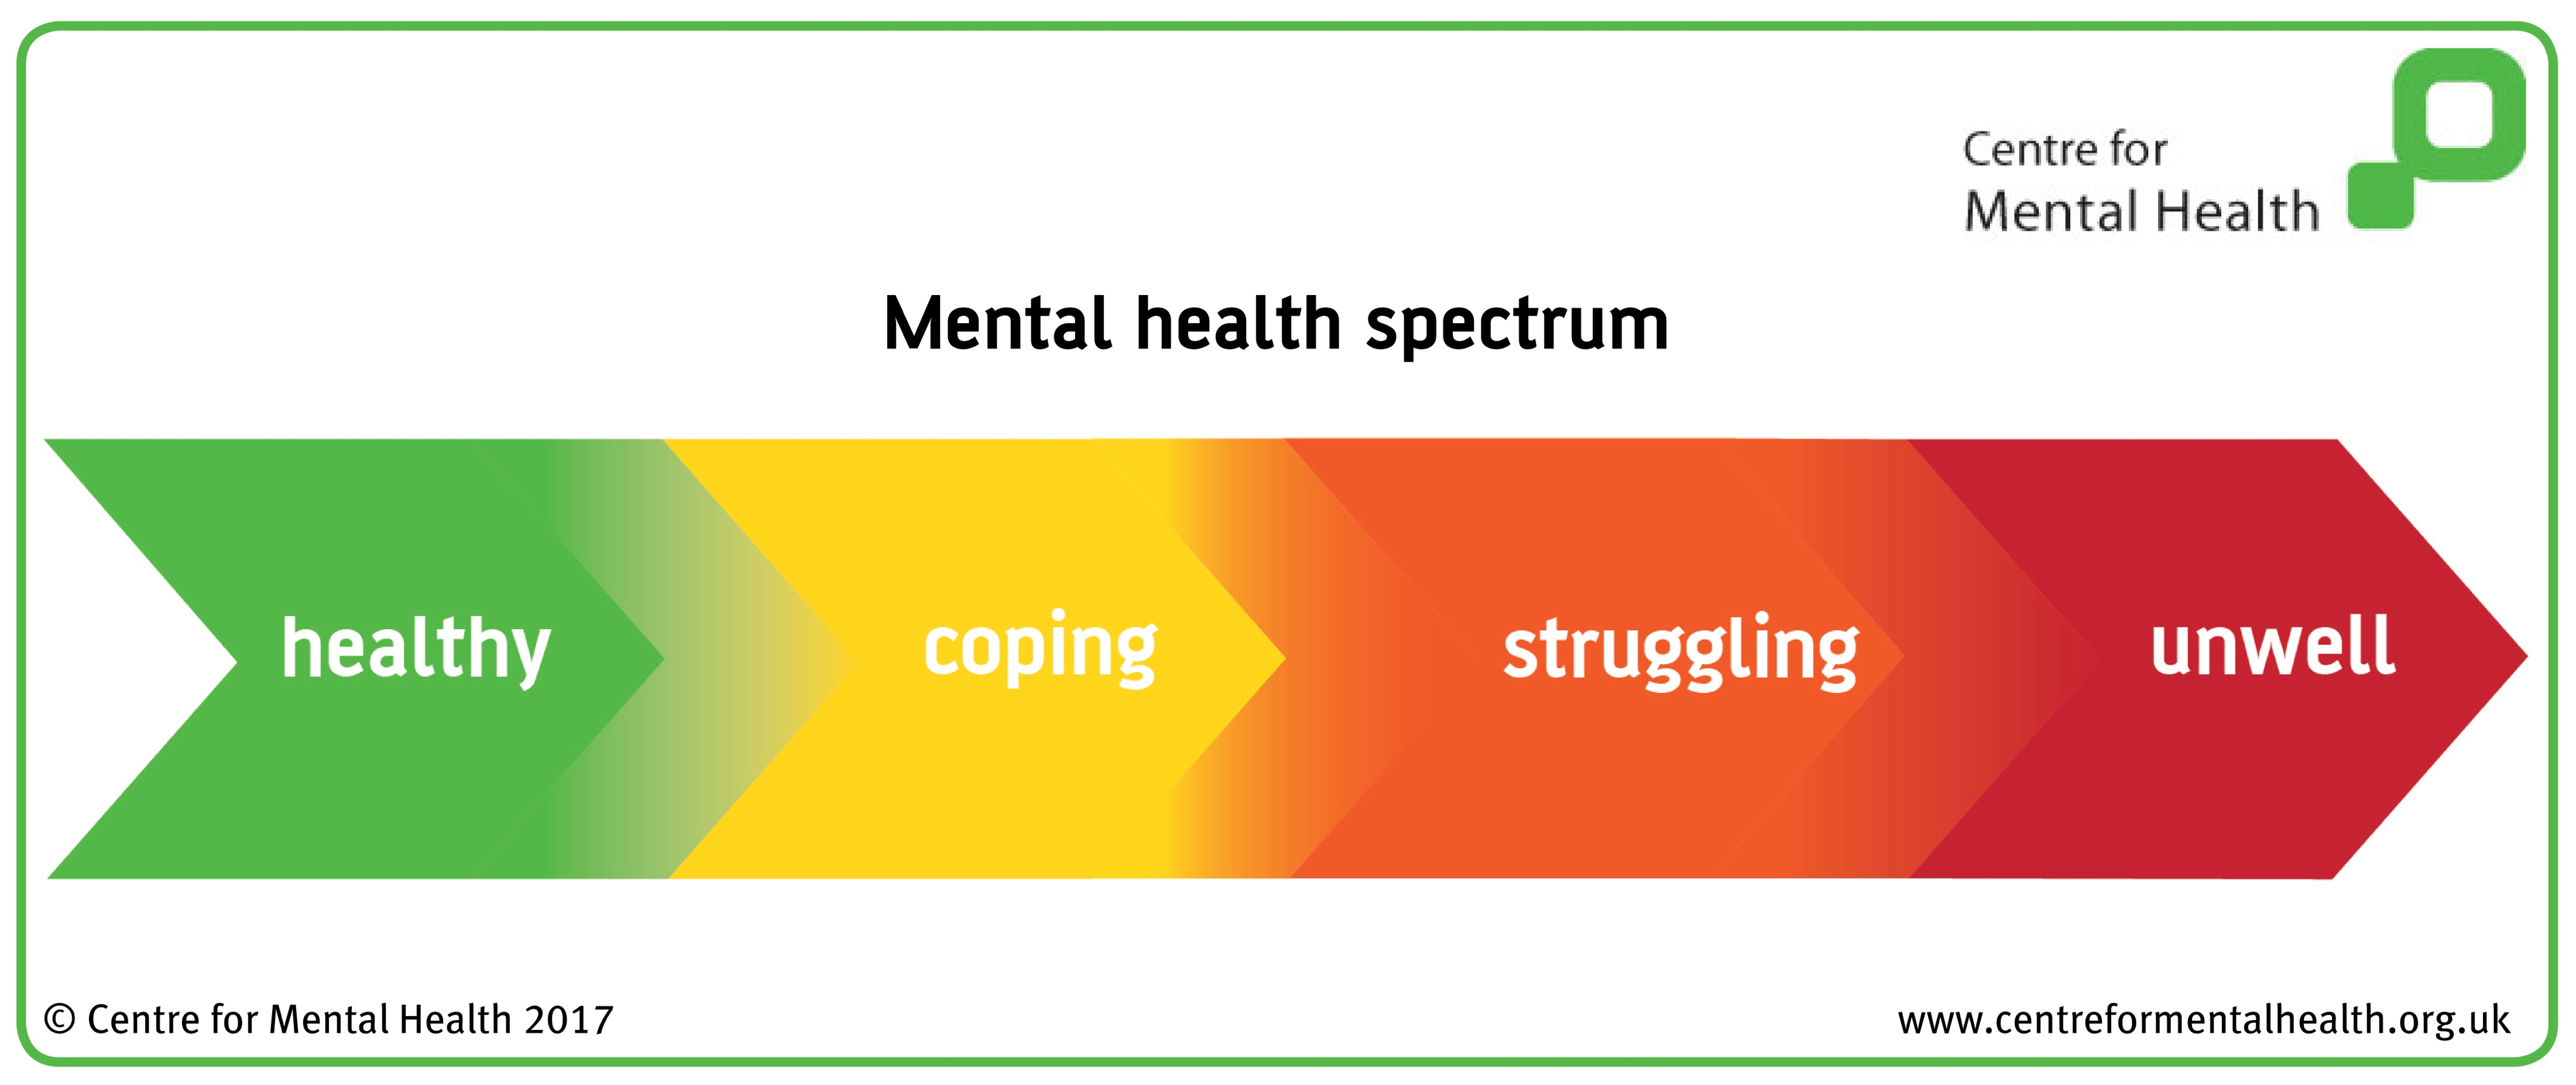 Centre for
Mental Health
Mental health spectrum
healthy
coping
struggling
unwell
© Centre for Mental Health 2017
www.centreformentalhealth.org.uk